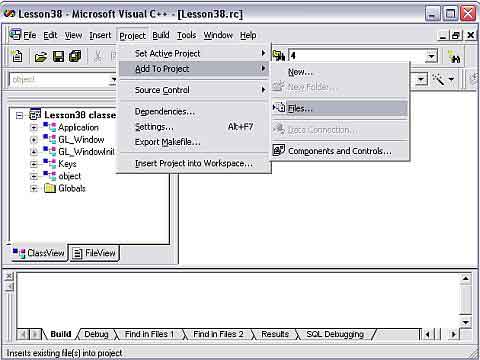 Lesson38 - Microsoft Visual C++ - [Lesson38.rc]
File Edit View Insert Project Build Tools Window Help
Set Active Project
Add To Project
Source Control
Dependencies...
Settings... Alt+F7
Export Makefile...
Insert Project into Workspace...
4
New...
New Folder...
Files...
Data Connection...
Components and Controls...
object
Lesson38 classe
Application
GL_Window
GL_WindowInit
Keys
object
Globals
ClassView FileView
Build Debug Find in Files 1 Find in Files 2 Results SQL Debugging
Inserts existing file(s) into project